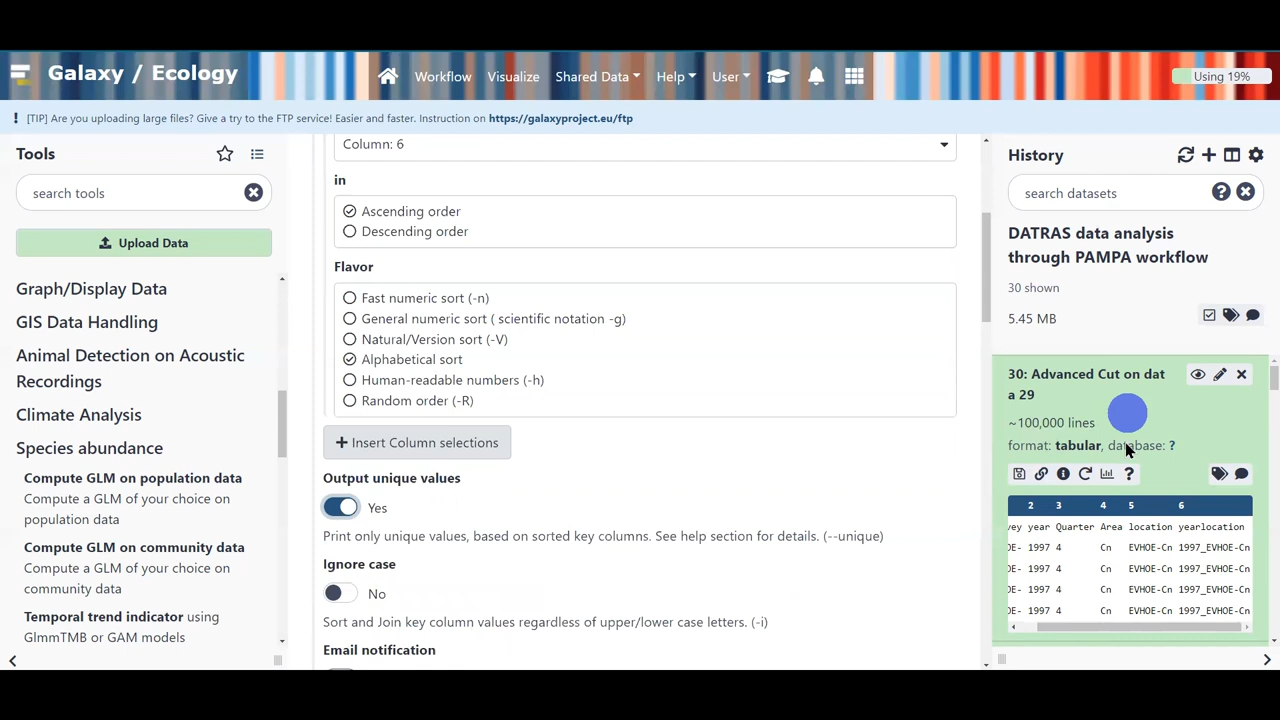 Galaxy / Ecology
Workflow
Visualize
Shared Data
Help
User
Using 19%
! [TIP] Are you uploading large files? Give a try to the FTP service! Easier and faster. Instruction on https://galaxyproject.eu/ftp
Tools
search tools
Upload Data
Graph/Display Data
GIS Data Handling
Animal Detection on Acoustic
Recordings
Climate Analysis
Species abundance
Compute GLM on population data
Compute a GLM of your choice on
population data
Compute GLM on community data
Compute a GLM of your choice on
community data
Temporal trend indicator using
GlmmTMB or GAM models
Column: 6
in
Ascending order
Descending order
Flavor
Fast numeric sort (-n)
General numeric sort ( scientific notation -g)
Natural/Version sort (-V)
Alphabetical sort
Human-readable numbers (-h)
Random order (-R)
+ Insert Column selections
Output unique values
Yes
Print only unique values, based on sorted key columns. See help section for details. (--unique)
Ignore case
No
Sort and Join key column values regardless of upper/lower case letters. (-i)
Email notification
History
search datasets
DATRAS data analysis
through PAMPA workflow
30 shown
5.45 MB
30: Advanced Cut on dat
a 29
~100,000 lines
format: tabular, database: ?
2 3 4 5 6
vey year Quarter Area location yearlocation
OE- 1997 4 Cn EVHOE-Cn 1997_EVHOE-Cn
OE- 1997 4 Cn EVHOE-Cn 1997_EVHOE-Cn
OE- 1997 4 Cn EVHOE-Cn 1997_EVHOE-Cn
OE- 1997 4 Cn EVHOE-Cn 1997_EVHOE-Cn